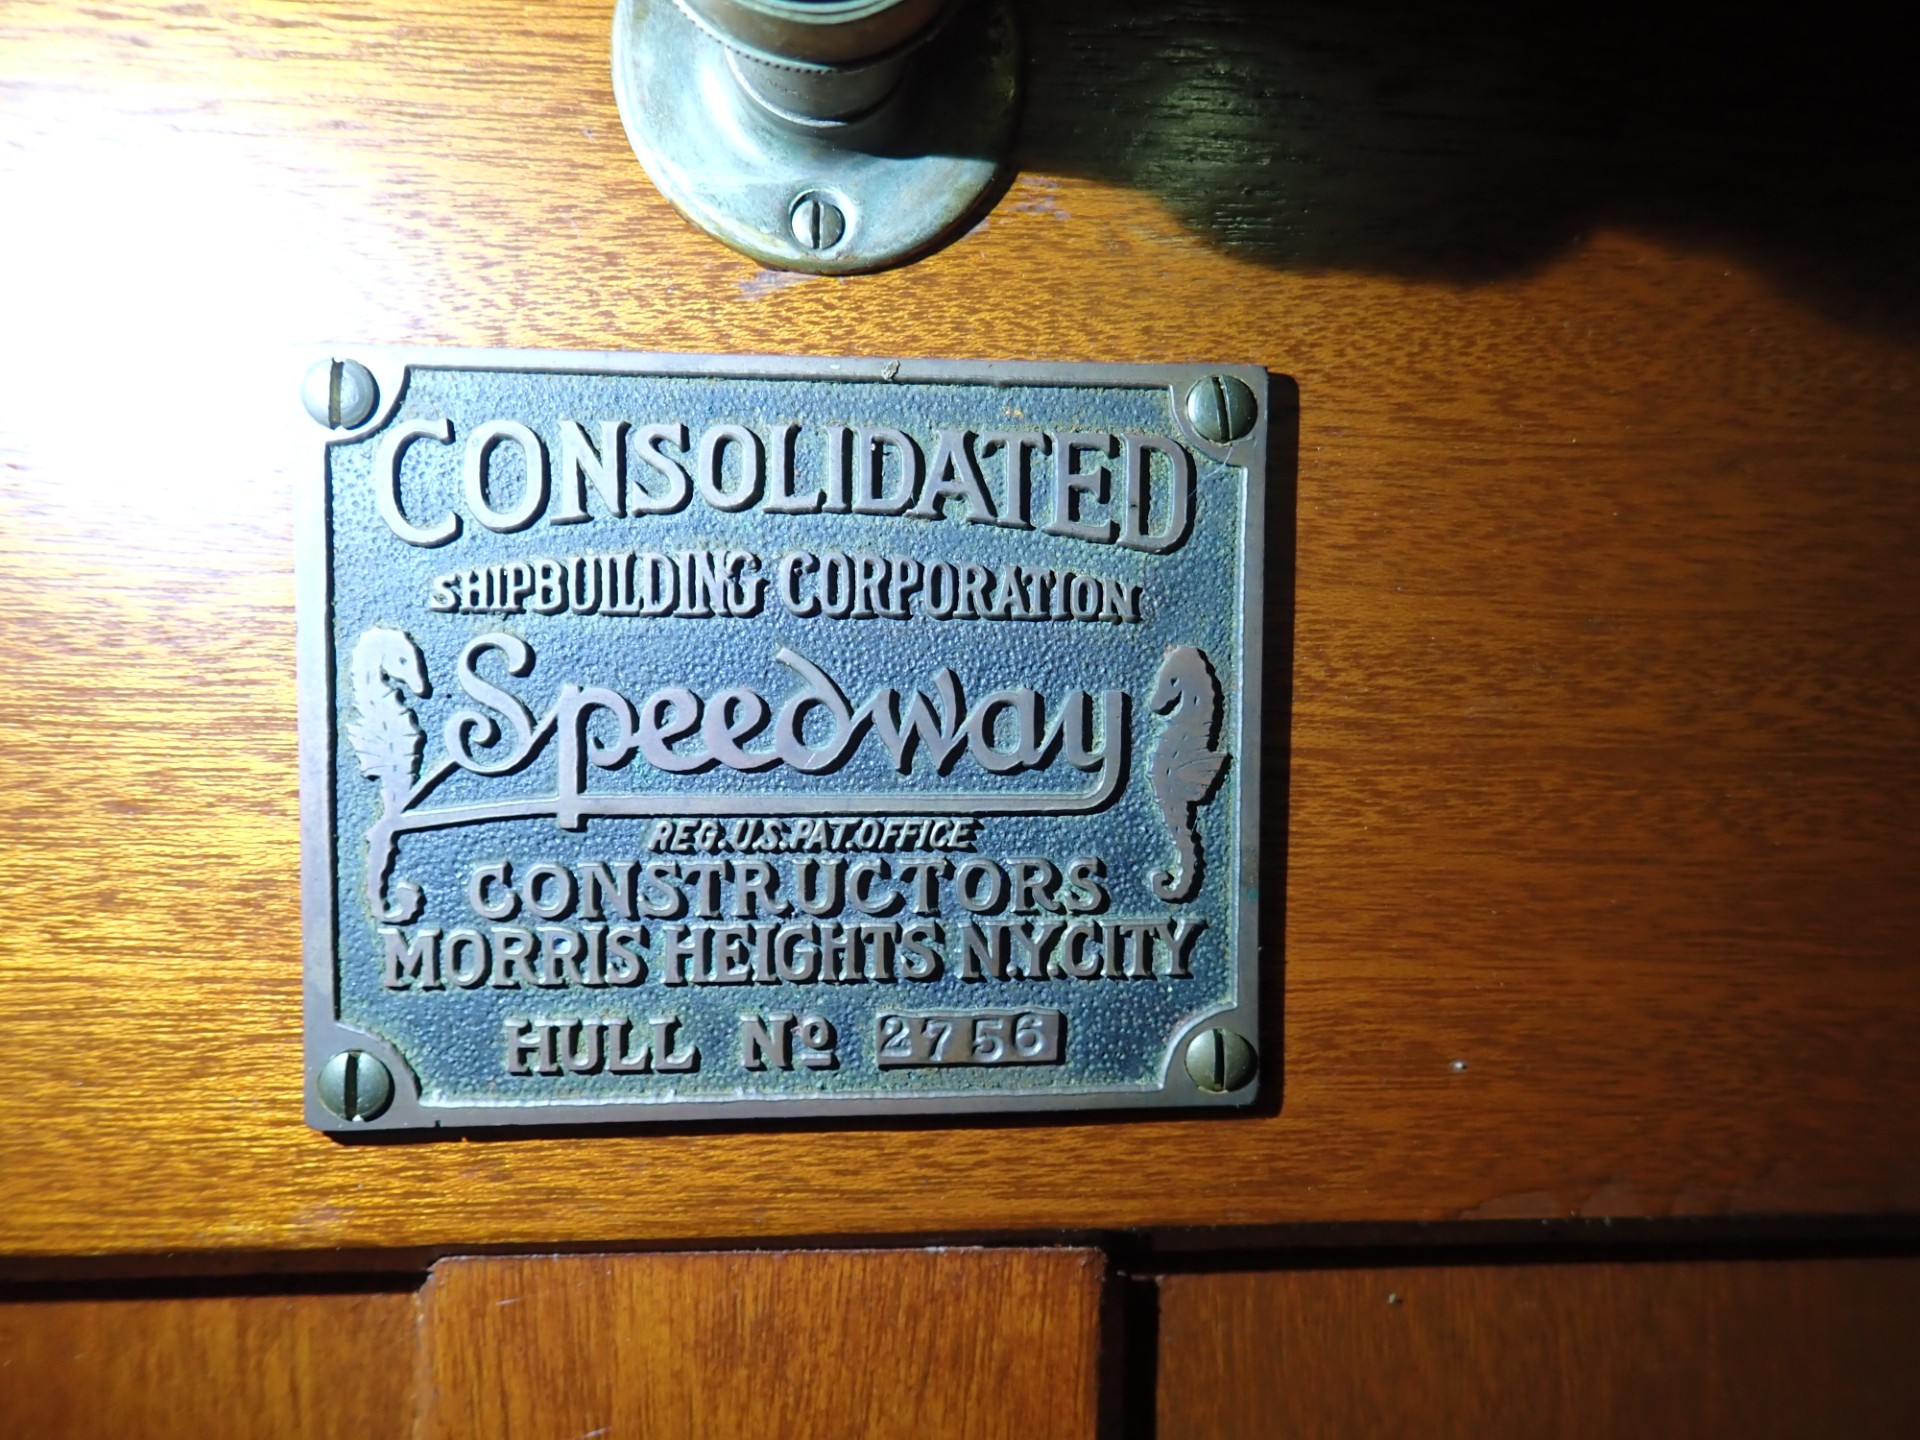 CONSOLIDATED
SHIPBUILDING CORPORATION
Speedway
REG. U.S. PAT. OFFICE
CONSTRUCTORS
MORRIS HEIGHTS N.Y. CITY
HULL Nº 2756